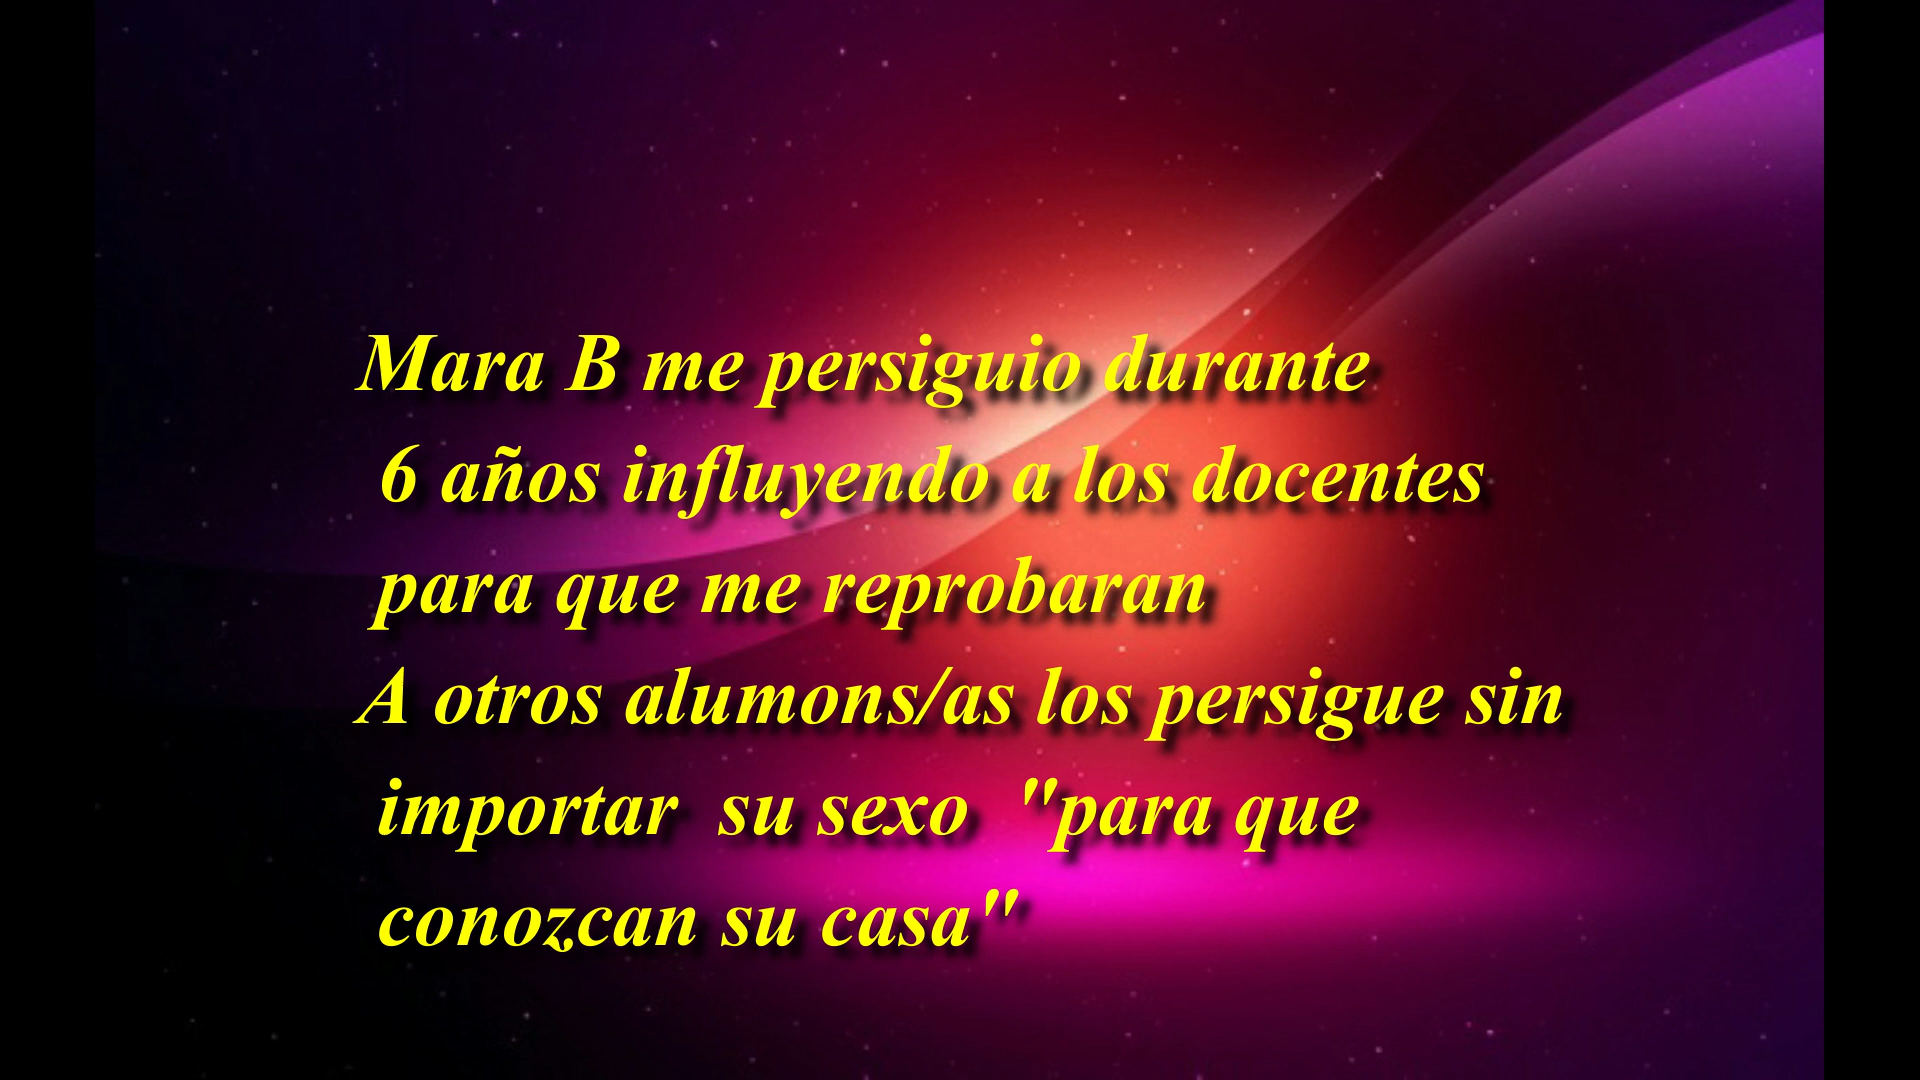 Mara B me persiguio durante
6 años influyendo a los docentes
para que me reprobaran
A otros alumons/as los persigue sin
importar su sexo "para que
conozcan su casa"